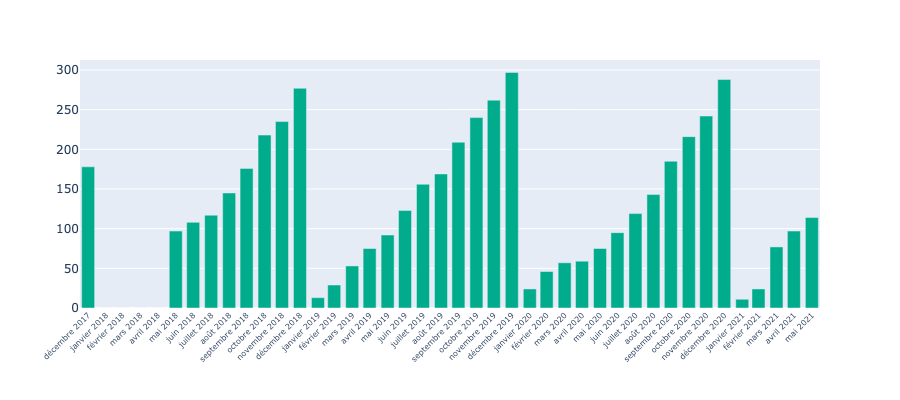 300
250
200
150
100
50
0
décembre 2017
janvier 2018
février 2018
mars 2018
avril 2018
mai 2018
juin 2018
juillet 2018
août 2018
septembre 2018
octobre 2018
novembre 2018
décembre 2018
janvier 2019
février 2019
mars 2019
avril 2019
mai 2019
juin 2019
juillet 2019
août 2019
septembre 2019
octobre 2019
novembre 2019
décembre 2019
janvier 2020
février 2020
mars 2020
avril 2020
mai 2020
juin 2020
juillet 2020
août 2020
septembre 2020
octobre 2020
novembre 2020
décembre 2020
janvier 2021
février 2021
mars 2021
avril 2021
mai 2021